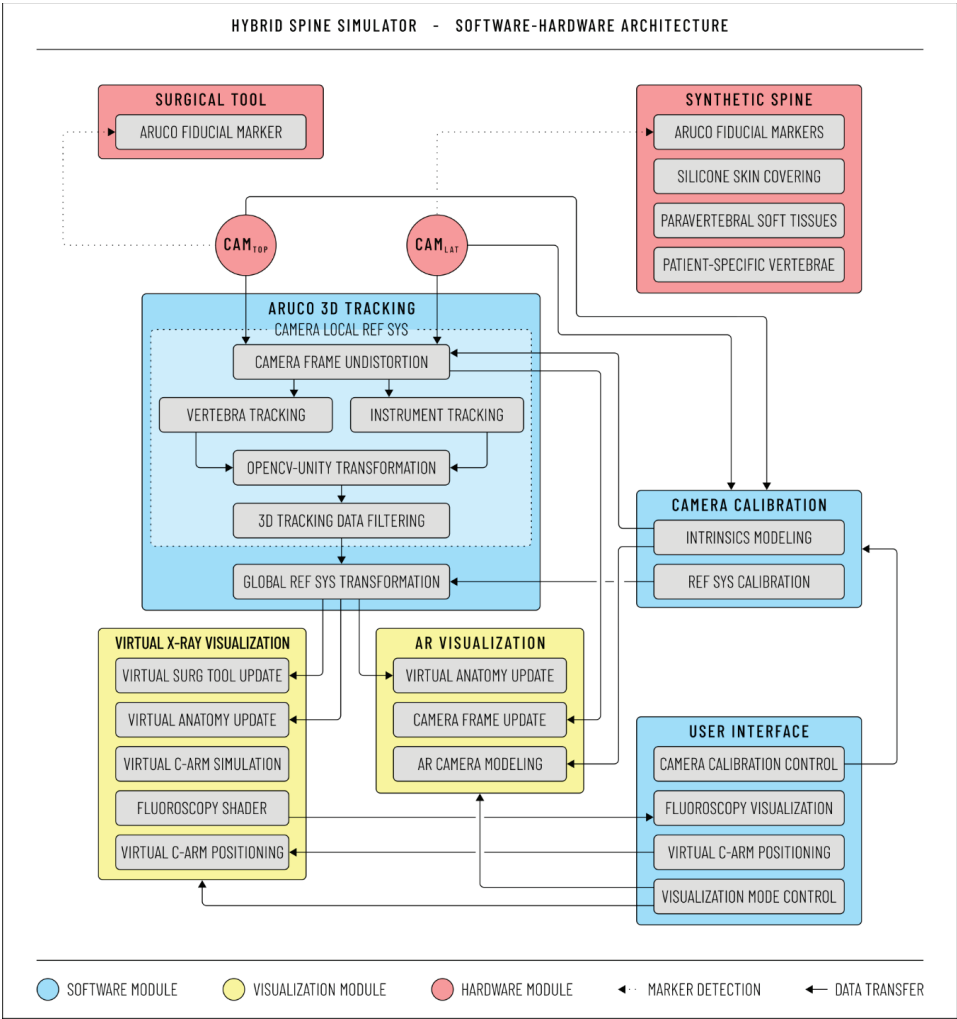 HYBRID SPINE SIMULATOR - SOFTWARE-HARDWARE ARCHITECTURE
SURGICAL TOOL
ARUCO FIDUCIAL MARKER
SYNTHETIC SPINE
ARUCO FIDUCIAL MARKERS
SILICONE SKIN COVERING
PARAVERTEBRAL SOFT TISSUES
PATIENT-SPECIFIC VERTEBRAE
CAM TOP
CAM LAT
ARUCO 3D TRACKING
CAMERA LOCAL REF SYS
CAMERA FRAME UNDISTORTION
VERTEBRA TRACKING
INSTRUMENT TRACKING
OPENCV-UNITY TRANSFORMATION
3D TRACKING DATA FILTERING
GLOBAL REF SYS TRANSFORMATION
CAMERA CALIBRATION
INTRINSICS MODELING
REF SYS CALIBRATION
VIRTUAL X-RAY VISUALIZATION
VIRTUAL SURG TOOL UPDATE
VIRTUAL ANATOMY UPDATE
VIRTUAL C-ARM SIMULATION
FLUOROSCOPY SHADER
VIRTUAL C-ARM POSITIONING
AR VISUALIZATION
VIRTUAL ANATOMY UPDATE
CAMERA FRAME UPDATE
AR CAMERA MODELING
USER INTERFACE
CAMERA CALIBRATION CONTROL
FLUOROSCOPY VISUALIZATION
VIRTUAL C-ARM POSITIONING
VISUALIZATION MODE CONTROL
SOFTWARE MODULE
VISUALIZATION MODULE
HARDWARE MODULE
MARKER DETECTION
DATA TRANSFER